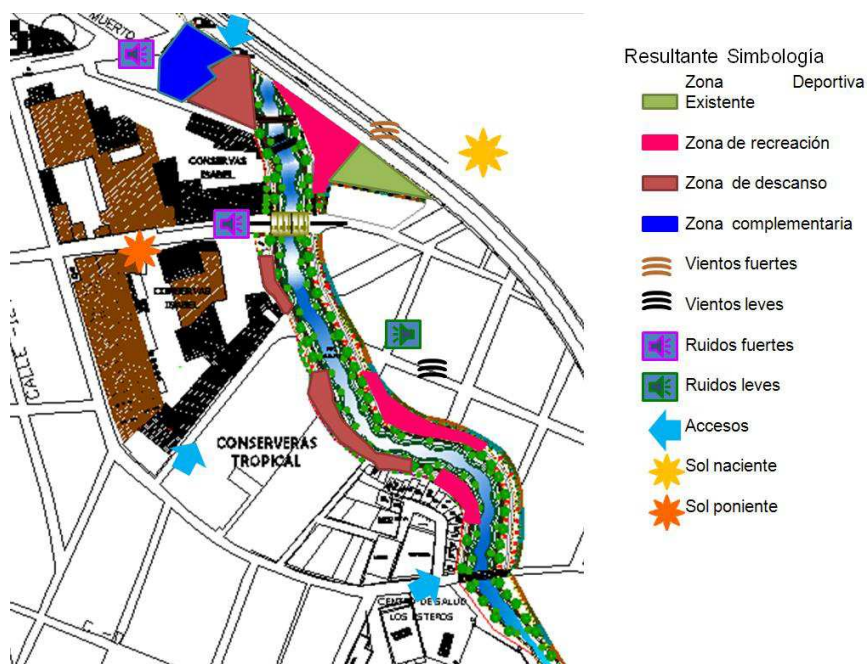 MUERTO
CONSERVAS
ISABEL
CONSERVAS
ISABEL
CALLE
CONSERVERAS
TROPICAL
CENTRO DE SALUD
LOS ESTEROS
Resultante Simbología
Zona Deportiva
Existente
Zona de recreación
Zona de descanso
Zona complementaria
Vientos fuertes
Vientos leves
Ruidos fuertes
Ruidos leves
Accesos
Sol naciente
Sol poniente